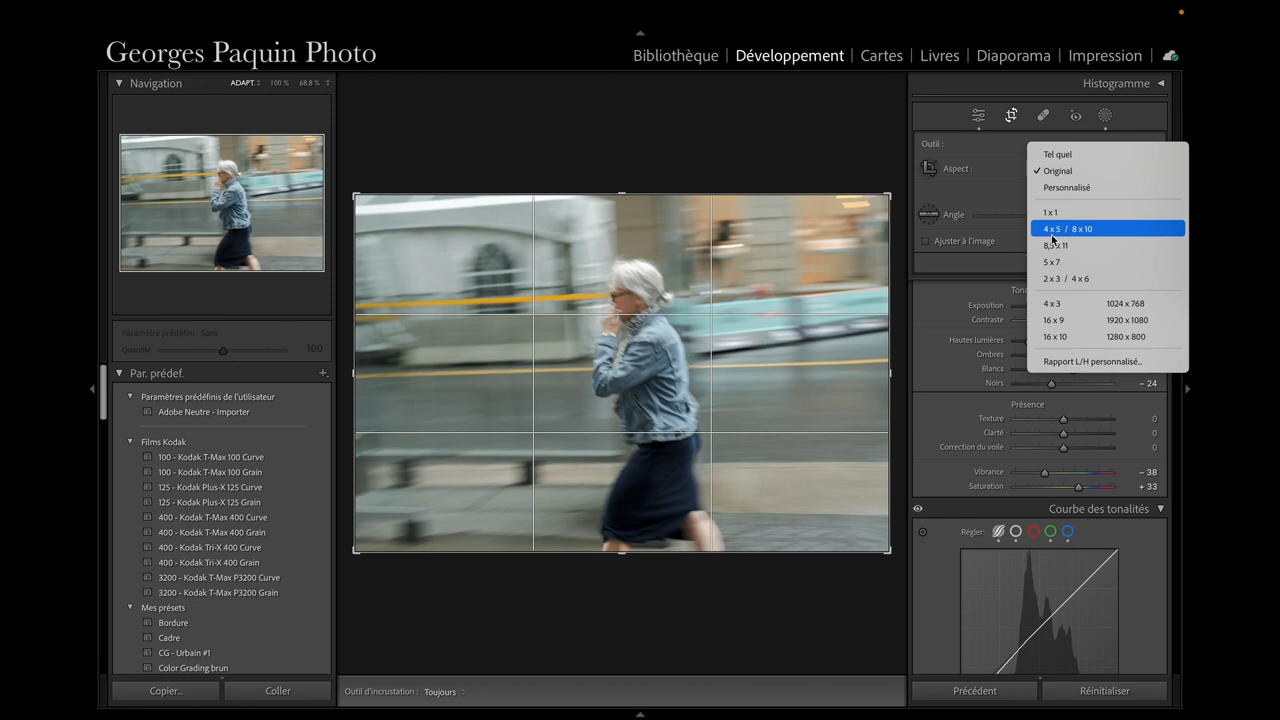 Georges Paquin Photo
Bibliothèque | Développement | Cartes | Livres | Diaporama | Impression |
Navigation
ADAPT. 100 % 68,8 %
Paramètre prédéfini Sans
Quantité 100
Par. prédéf. +
Paramètres prédéfinis de l'utilisateur
Adobe Neutre - Importer
Films Kodak
100 - Kodak T-Max 100 Curve
100 - Kodak T-Max 100 Grain
125 - Kodak Plus-X 125 Curve
125 - Kodak Plus-X 125 Grain
400 - Kodak T-Max 400 Curve
400 - Kodak T-Max 400 Grain
400 - Kodak Tri-X 400 Curve
400 - Kodak Tri-X 400 Grain
3200 - Kodak T-Max P3200 Curve
3200 - Kodak T-Max P3200 Grain
Mes présets
Bordure
Cadre
CG - Urbain #1
Color Grading brun
Copier...
Coller
Outil d'incrustation : Toujours
Histogramme
Outil :
Aspect :
Angle
Ajuster à l'image
Tel quel
Original
Personnalisé
1 x 1
4 x 5 / 8 x 10
8,5 x 11
5 x 7
2 x 3 / 4 x 6
4 x 3 1024 x 768
16 x 9 1920 x 1080
16 x 10 1280 x 800
Rapport L/H personnalisé...
Exposition
Contraste
Hautes lumières
Ombres
Blancs
Noirs − 24
Présence
Texture 0
Clarté 0
Correction du voile 0
Vibrance − 38
Saturation + 33
Courbe des tonalités
Régler:
Précédent
Réinitialiser